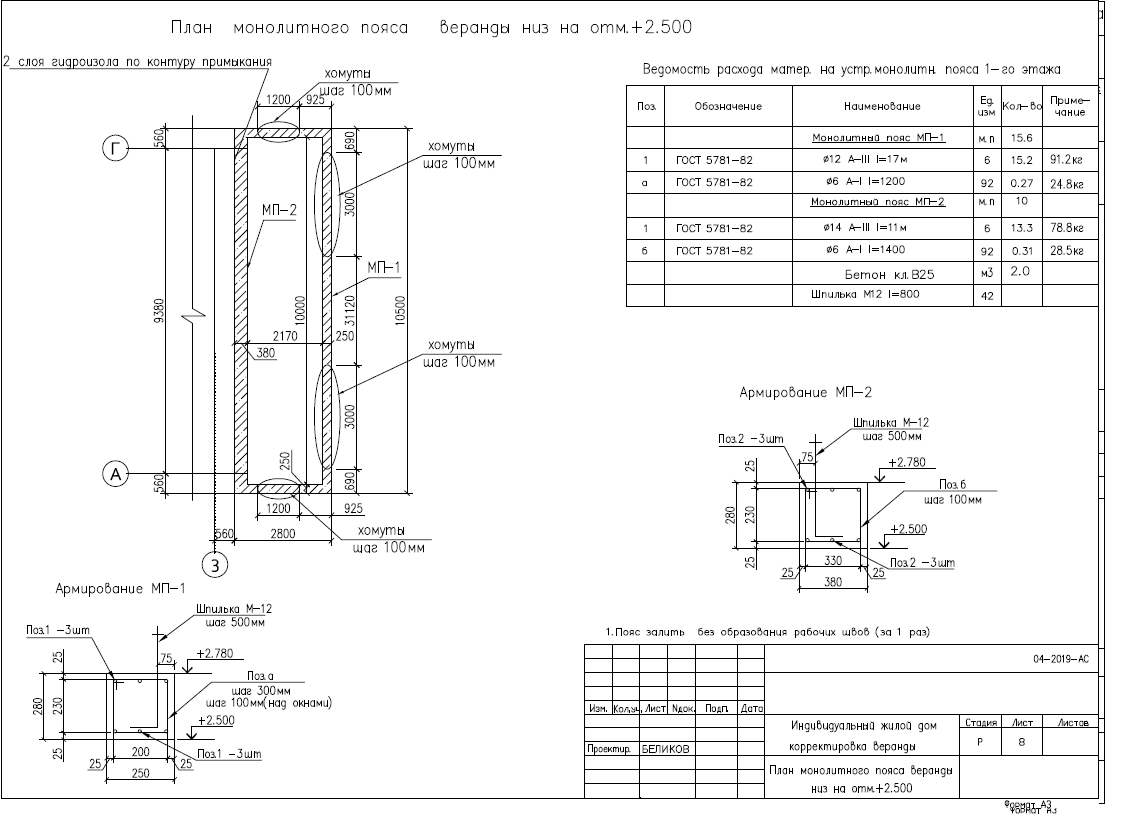 План монолитного пояса веранды низ на отм.+2.500
2 слоя гидроизола по контуру примыкания
хомуты
шаг 100мм
1200 925
560
690
Г
хомуты
шаг 100мм
3000
МП-2
МП-1
9380
10000
31120
10500
2170 250
380
хомуты
шаг 100мм
3000
А
250
560
690
1200 925
560 2800
хомуты
шаг 100мм
3
Ведомость расхода матер. на устр.монолитн. пояса 1-го этажа
Поз. Обозначение Наименование Ед. изм Кол-во Приме-чание
Монолитный пояс МП-1 м.п 15.6
1 ГОСТ 5781-82 ø12 А-III l=17м 6 15.2 91.2кг
а ГОСТ 5781-82 ø6 А-I l=1200 92 0.27 24.8кг
Монолитный пояс МП-2 м.п 10
1 ГОСТ 5781-82 ø14 А-III l=11м 6 13.3 78.8кг
б ГОСТ 5781-82 ø6 А-I l=1400 92 0.31 28.5кг
Бетон кл.В25 м3 2.0
Шпилька М12 l=800 42
Армирование МП-2
Шпилька М-12
шаг 500мм
Поз.2 -3шт
75
25
+2.780
Поз.б
шаг 100мм
280
230
+2.500
25
Поз.2 -3шт
330
25 25
380
Армирование МП-1
Шпилька М-12
шаг 500мм
Поз.1 -3шт
75
25
+2.780
Поз.а
шаг 300мм
шаг 100мм(над окнами)
280
230
+2.500
25
Поз.1 -3шт
200
25 25
250
1.Пояс залить без образования рабочих швов (за 1 раз)
04-2019-АС
Изм. Кол.уч. Лист Nдок. Подп. Дата
Индивидуальный жилой дом
корректировка веранды
Стадия Лист Листов
Р 8
Проектир. БЕЛИКОВ
План монолитного пояса веранды
низ на отм.+2.500
Формат А3
Формат А3